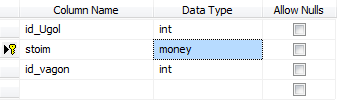 Column Name Data Type Allow Nulls
id_Ugol int
stoim money
id_vagon int